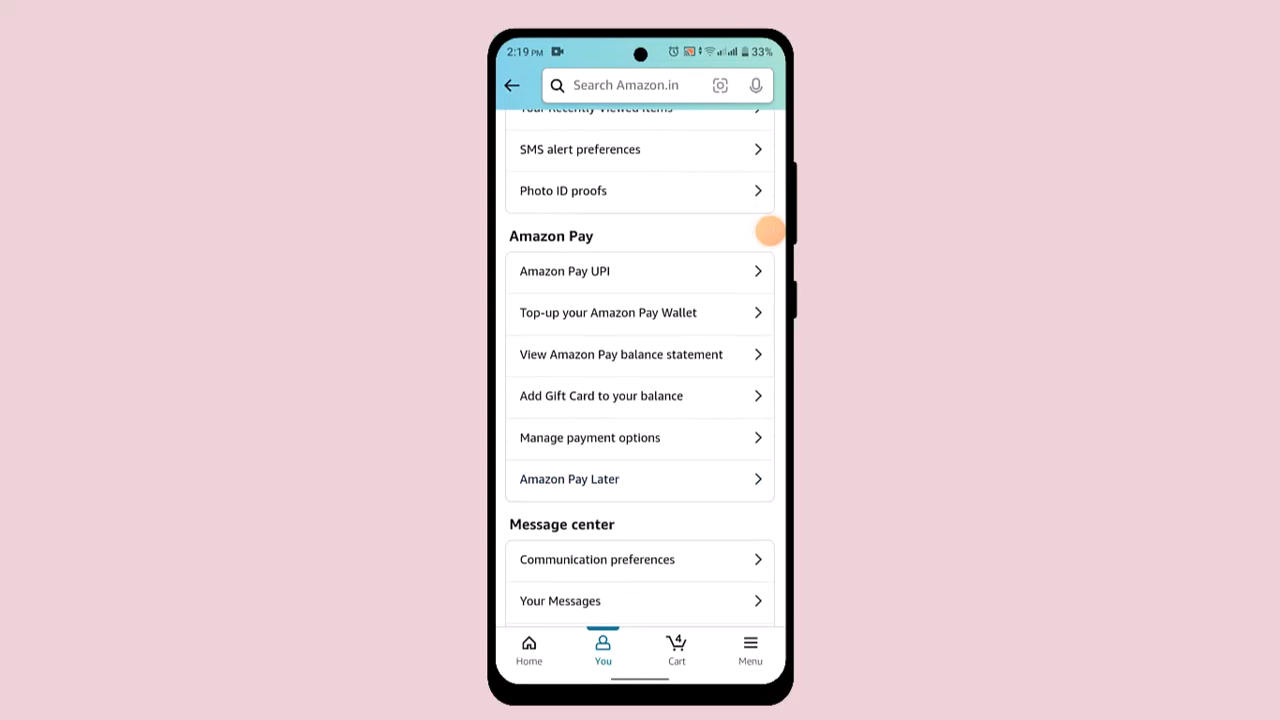 2:19 PM 33%
Search Amazon.in
Your Recently Viewed Items
SMS alert preferences
Photo ID proofs
Amazon Pay
Amazon Pay UPI
Top-up your Amazon Pay Wallet
View Amazon Pay balance statement
Add Gift Card to your balance
Manage payment options
Amazon Pay Later
Message center
Communication preferences
Your Messages
4
Home You Cart Menu